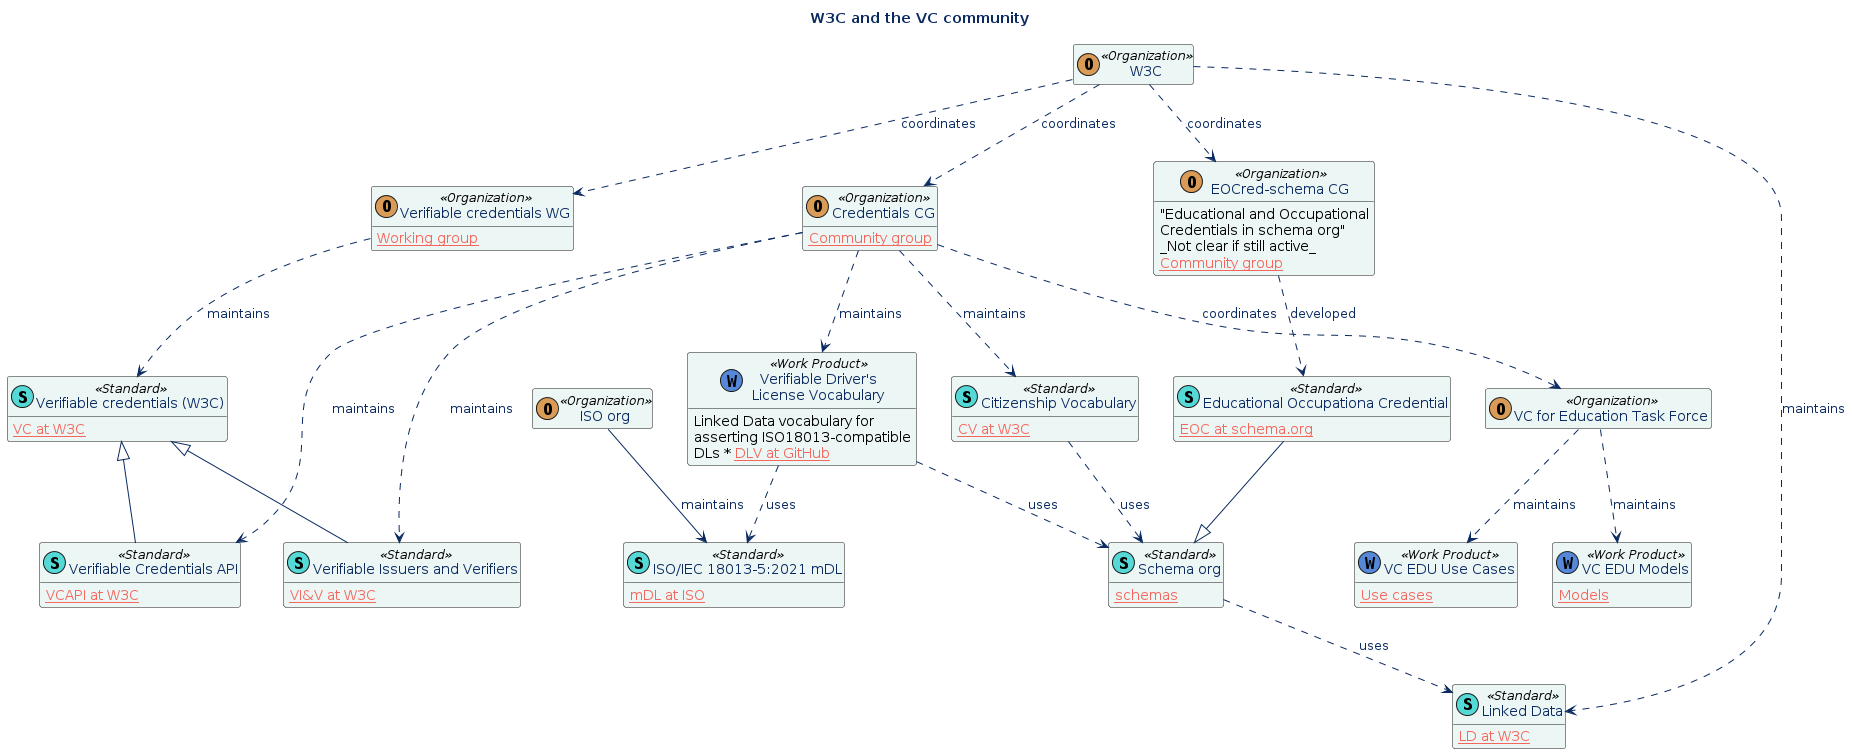 W3C and the VC community
«Organization»
O
W3C
coordinates
coordinates
coordinates
«Organization»
O
EOCred-schema CG
"Educational and Occupational
Credentials in schema org"
_Not clear if still active_
Community group
«Organization»
O
Verifiable credentials WG
Working group
«Organization»
O
Credentials CG
Community group
maintains
maintains
maintains
coordinates
developed
«Work Product»
W
Verifiable Driver's
License Vocabulary
Linked Data vocabulary for
asserting ISO18013-compatible
DLs * DLV at GitHub
«Standard»
S
Verifiable credentials (W3C)
VC at W3C
«Organization»
O
ISO org
«Standard»
S
Citizenship Vocabulary
CV at W3C
«Standard»
S
Educational Occupationa Credential
EOC at schema.org
«Organization»
O
VC for Education Task Force
maintains
maintains
maintains
maintains
uses
uses
uses
maintains
maintains
«Standard»
S
Verifiable Credentials API
VCAPI at W3C
«Standard»
S
Verifiable Issuers and Verifiers
VI&V at W3C
«Standard»
S
ISO/IEC 18013-5:2021 mDL
mDL at ISO
«Standard»
S
Schema org
schemas
«Work Product»
W
VC EDU Use Cases
Use cases
«Work Product»
W
VC EDU Models
Models
uses
«Standard»
S
Linked Data
LD at W3C